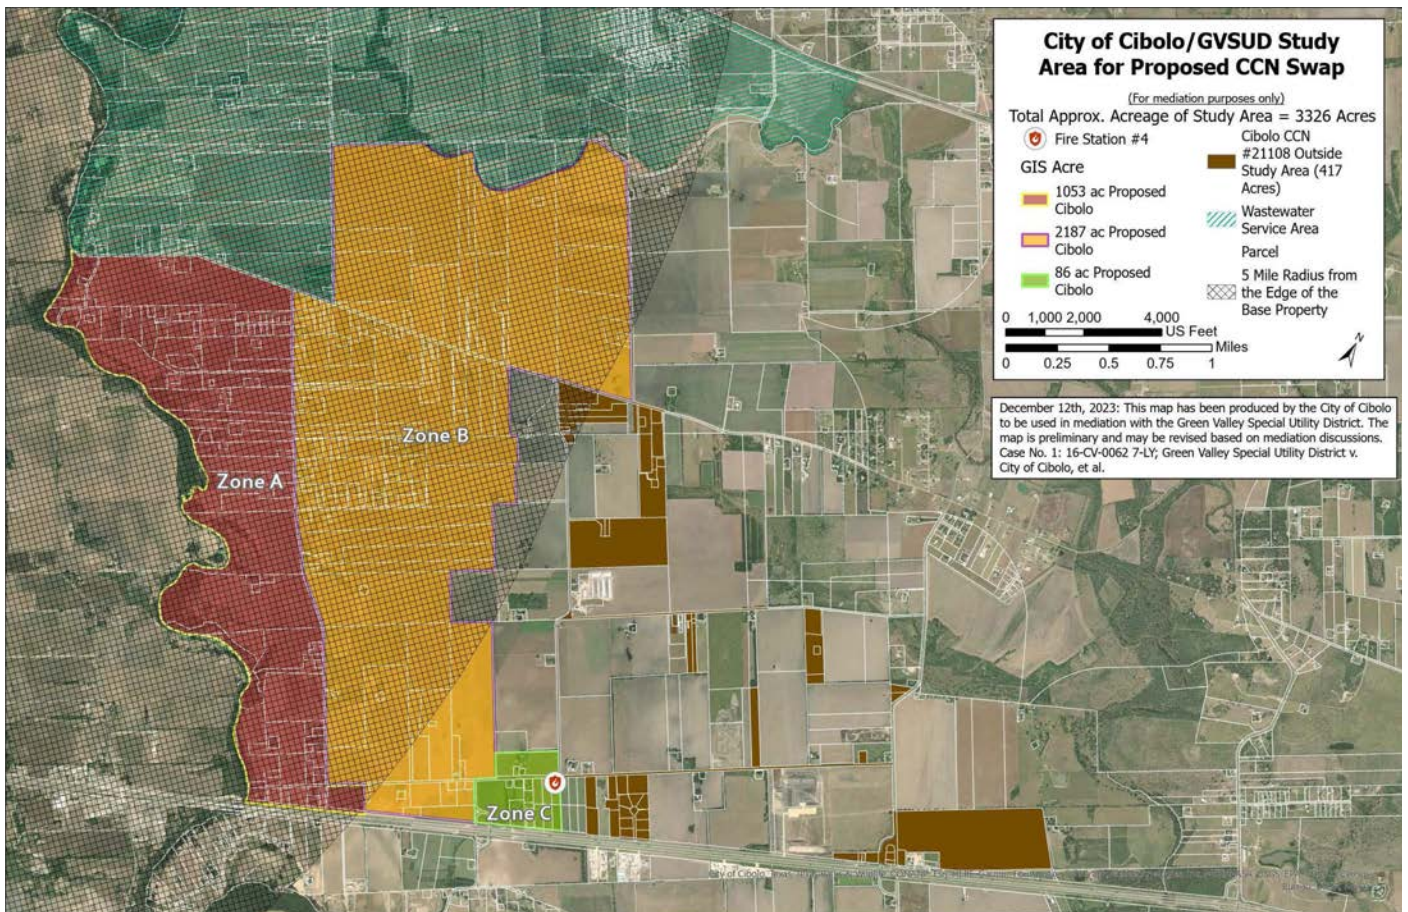 City of Cibolo/GVSUD Study
Area for Proposed CCN Swap
(For mediation purposes only)
Total Approx. Acreage of Study Area = 3326 Acres
Fire Station #4
GIS Acre
1053 ac Proposed
Cibolo
2187 ac Proposed
Cibolo
86 ac Proposed
Cibolo
Cibolo CCN
#21108 Outside
Study Area (417
Acres)
Wastewater
Service Area
Parcel
5 Mile Radius from
the Edge of the
Base Property
0 1,000 2,000 4,000
US Feet
Miles
0 0.25 0.5 0.75 1
N
December 12th, 2023: This map has been produced by the City of Cibolo
to be used in mediation with the Green Valley Special Utility District. The
map is preliminary and may be revised based on mediation discussions.
Case No. 1: 16-CV-0062 7-LY; Green Valley Special Utility District v.
City of Cibolo, et al.
Zone B
Zone A
Zone C
City of Cibolo, Texas